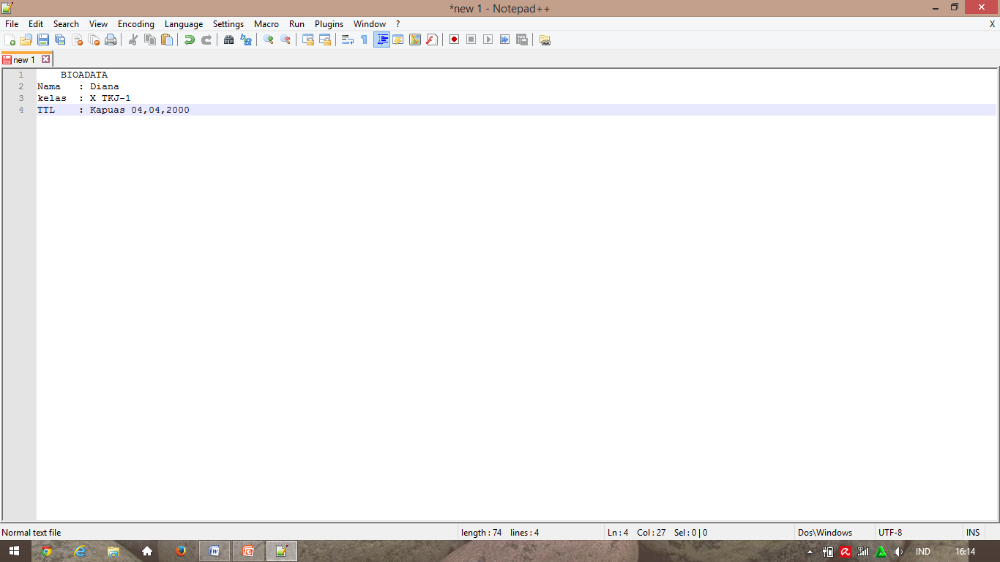 *new 1 - Notepad++
File Edit Search View Encoding Language Settings Macro Run Plugins Window ? X
new 1
1 BIOADATA
2 Nama : Diana
3 kelas : X TKJ-1
4 TTL : Kapuas 04,04,2000
Normal text file length : 74 lines : 4 Ln : 4 Col : 27 Sel : 0 | 0 Dos\Windows UTF-8 INS
IND 16:14